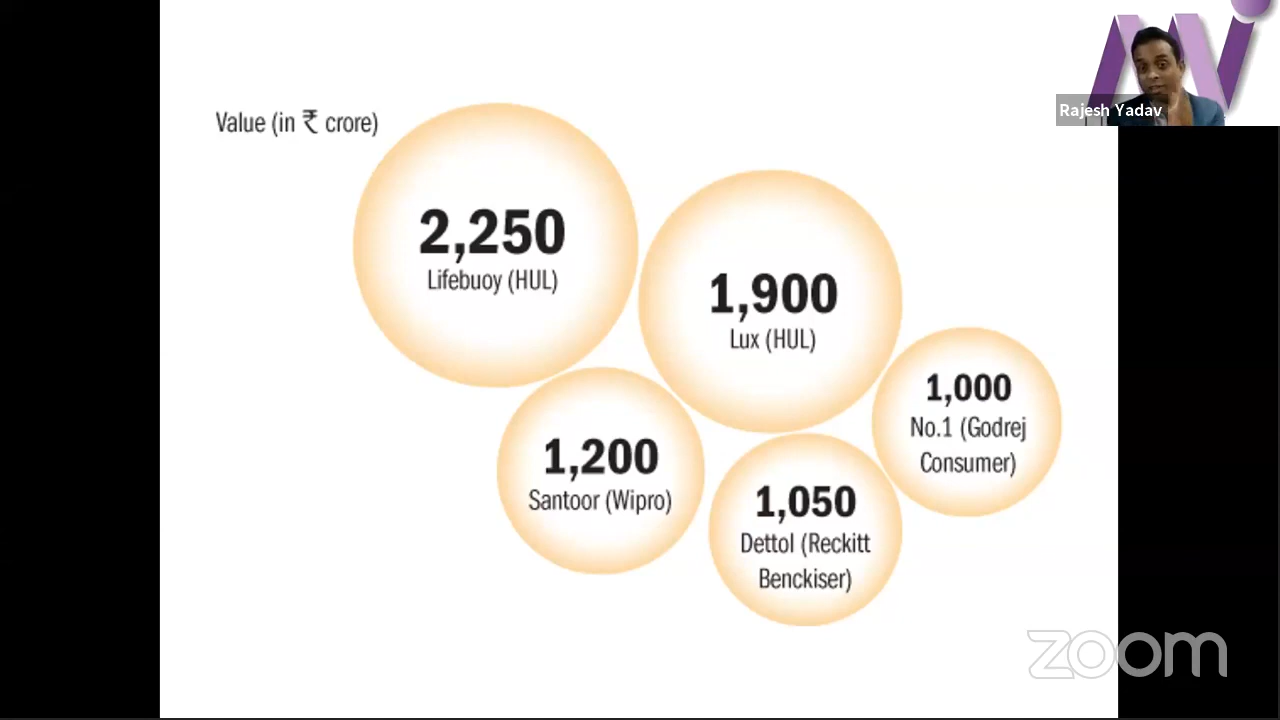 Rajesh Yadav
Value (in ₹ crore)
2,250
Lifebuoy (HUL)
1,900
Lux (HUL)
1,000
No.1 (Godrej
Consumer)
1,200
Santoor (Wipro)
1,050
Dettol (Reckitt
Benckiser)
zoom